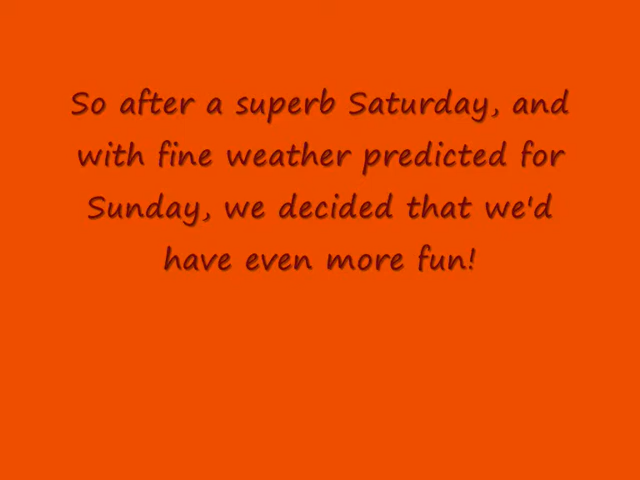 So after a superb Saturday, and
with fine weather predicted for
Sunday, we decided that we'd
have even more fun!